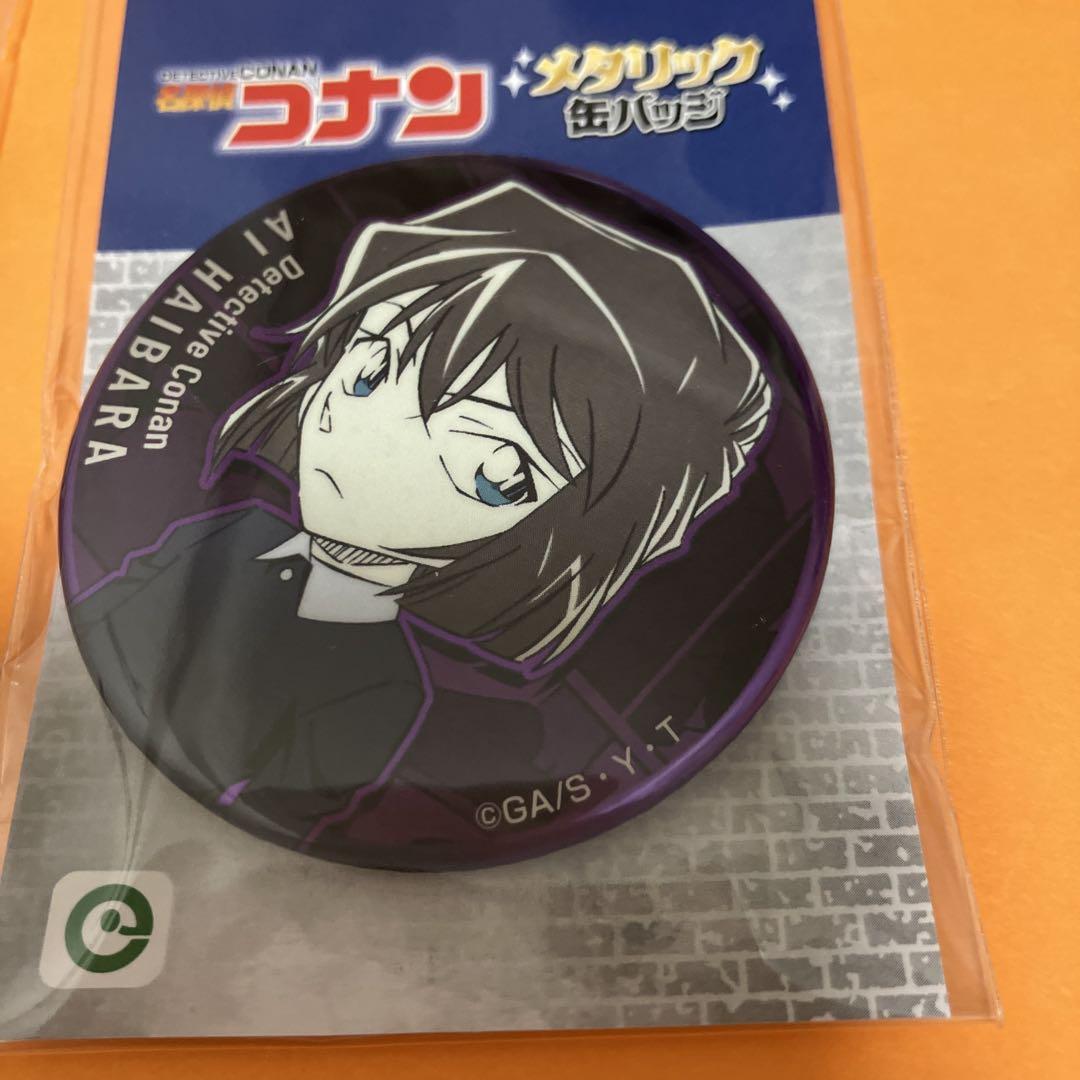 DETECTIVE CONAN
名探偵
コナン
メタリック
缶バッジ
Detective Conan
AI HAIBARA
©GA/S・Y・T